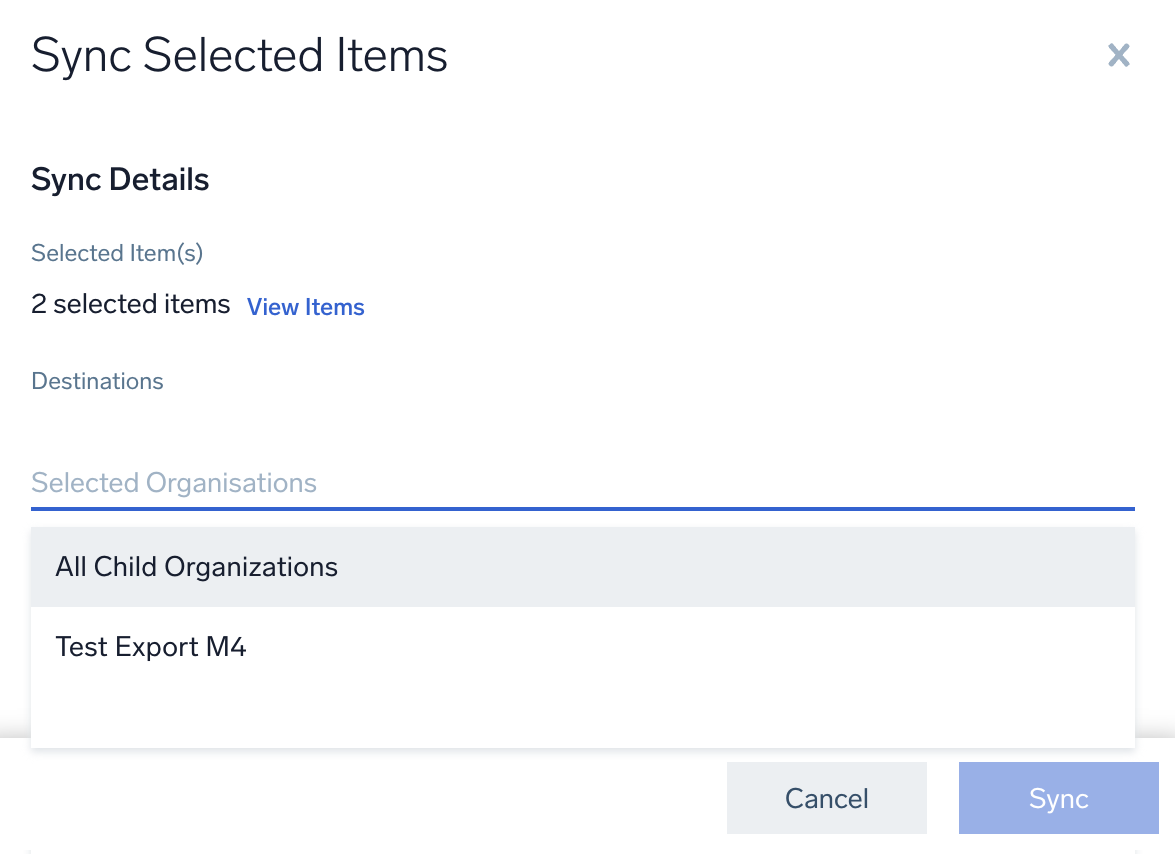 Sync Selected Items
Sync Details
Selected Item(s)
2 selected items View Items
Destinations
Selected Organisations
All Child Organizations
Test Export M4
Cancel Sync